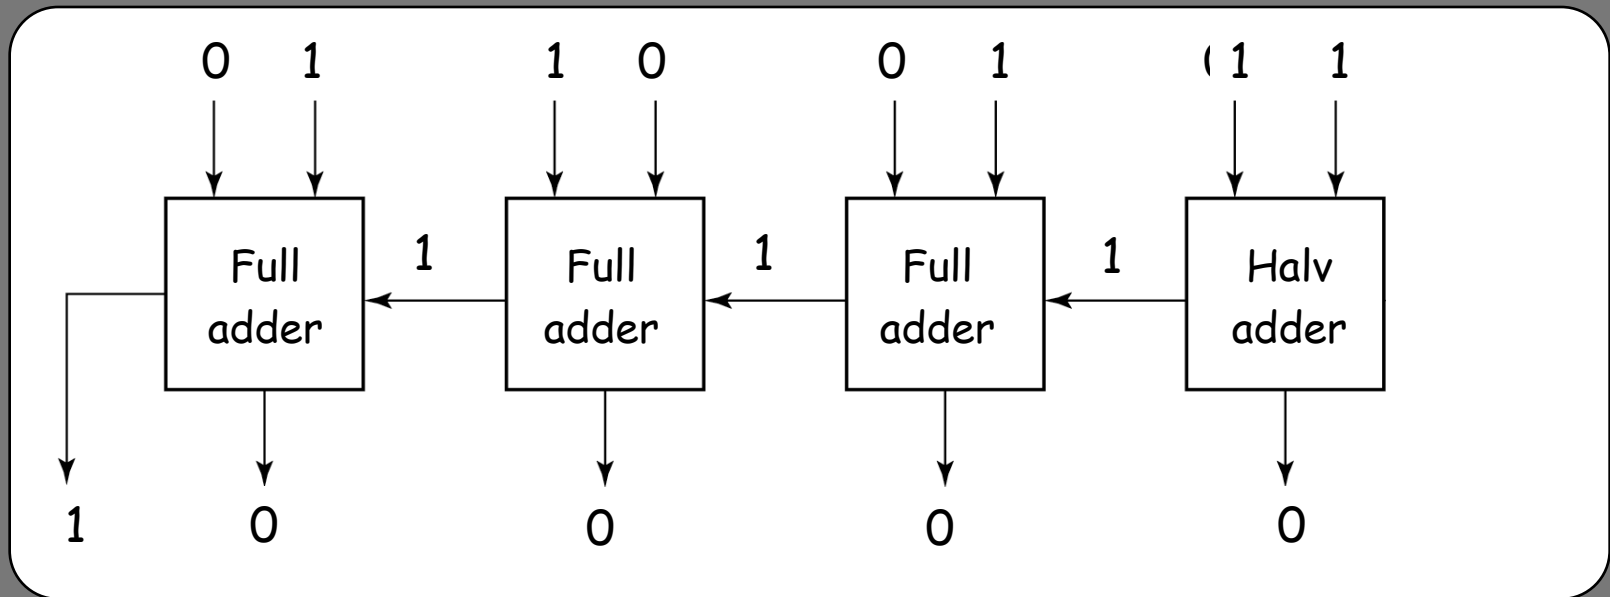 0 1 1 0 0 1 1 1
1 1 1
Full Full Full Halv
adder adder adder adder
1 0 0 0 0